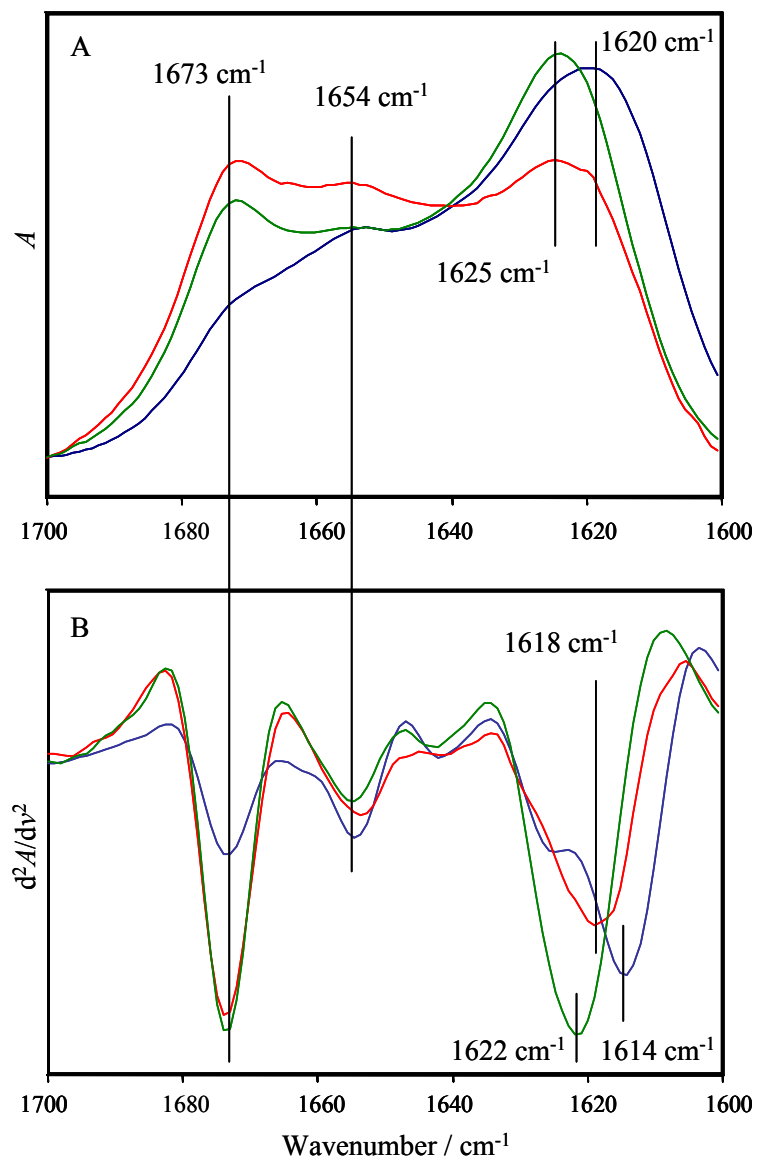 A
1620 cm⁻¹
1673 cm⁻¹
1654 cm⁻¹
A
1625 cm⁻¹
1700 1680 1660 1640 1620 1600
B
1618 cm⁻¹
d²A/dν²
1622 cm⁻¹ 1614 cm⁻¹
1700 1680 1660 1640 1620 1600
Wavenumber / cm⁻¹